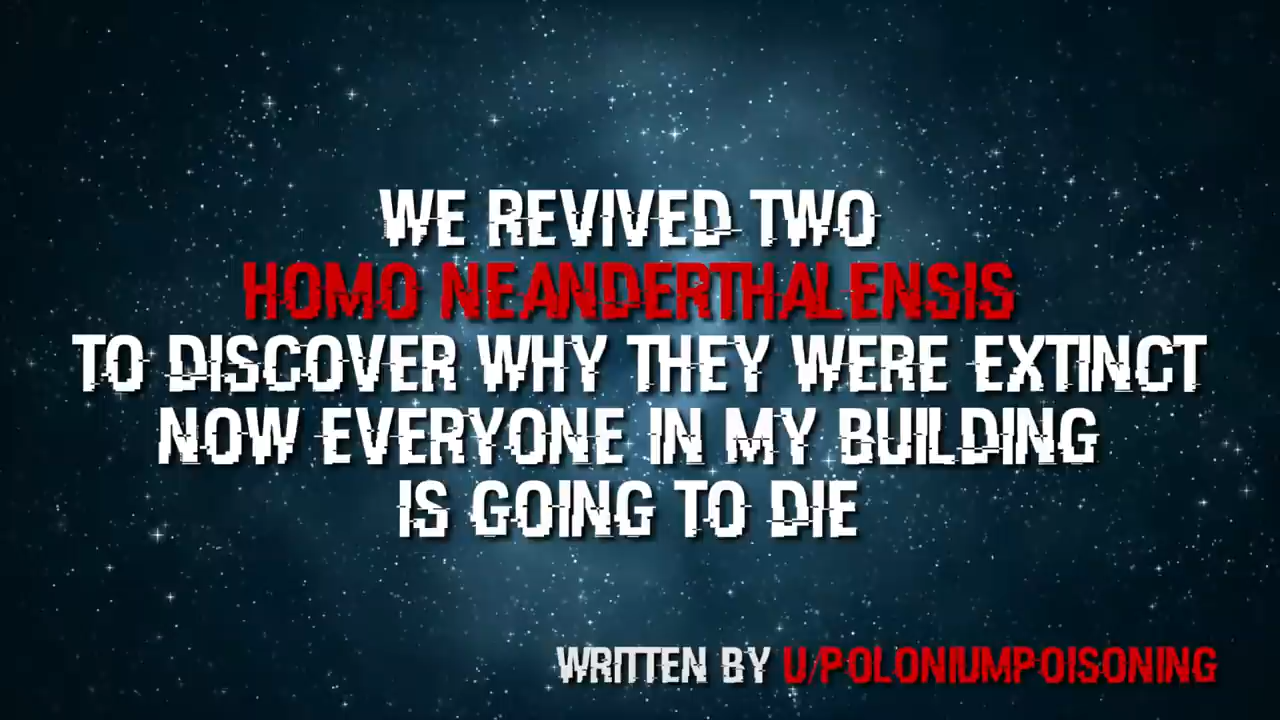 WE REVIVED TWO
HOMO NEANDERTHALENSIS
TO DISCOVER WHY THEY WERE EXTINCT
NOW EVERYONE IN MY BUILDING
IS GOING TO DIE
WRITTEN BY U/POLONIUMPOISONING